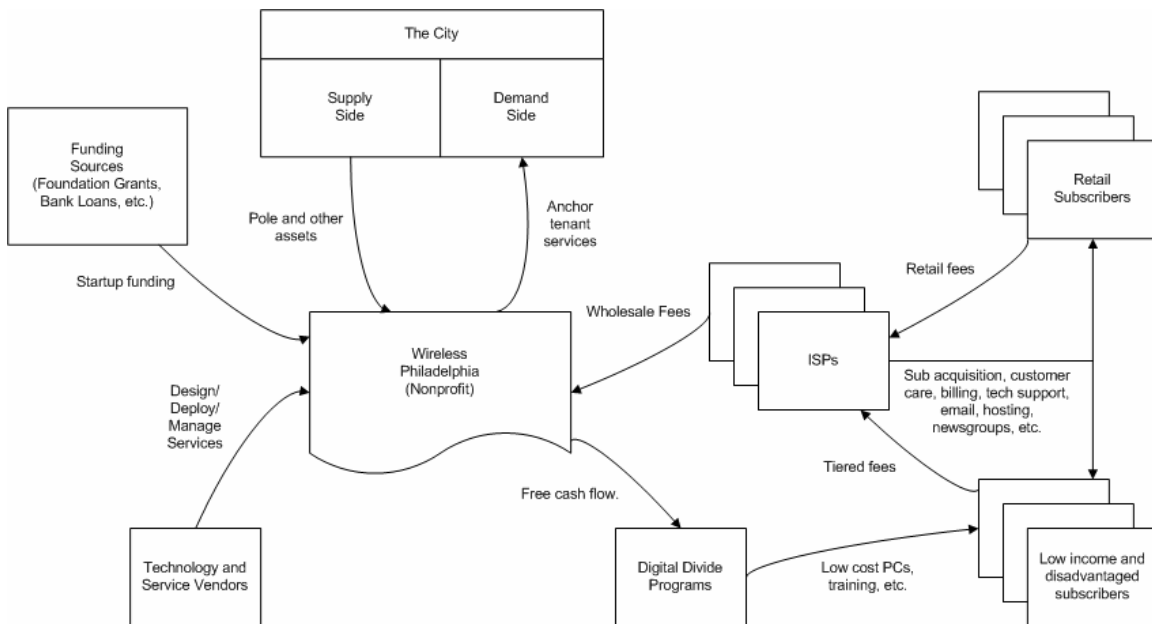 The City
Supply
Side
Demand
Side
Funding
Sources
(Foundation Grants,
Bank Loans, etc.)
Retail
Subscribers
Pole and other
assets
Anchor
tenant
services
Startup funding
Retail fees
Wholesale Fees
Wireless
Philadelphia
(Nonprofit)
ISPs
Sub acquisition, customer
care, billing, tech support,
email, hosting,
newsgroups, etc.
Design/
Deploy/
Manage
Services
Tiered fees
Free cash flow.
Technology and
Service Vendors
Digital Divide
Programs
Low cost PCs,
training, etc.
Low income and
disadvantaged
subscribers